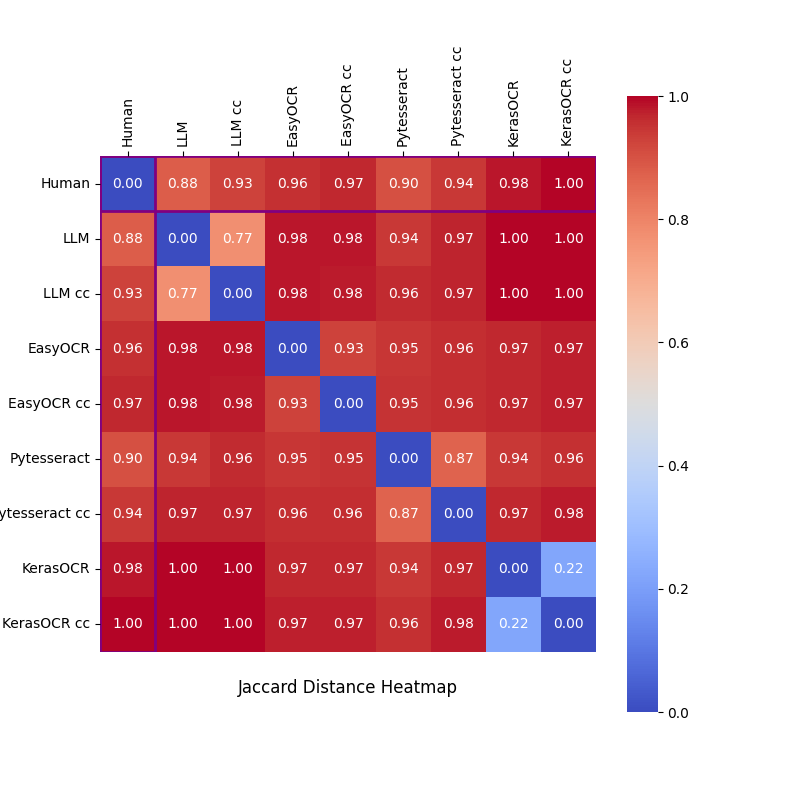 Human LLM LLM cc EasyOCR EasyOCR cc Pytesseract Pytesseract cc KerasOCR KerasOCR cc
Human 0.00 0.88 0.93 0.96 0.97 0.90 0.94 0.98 1.00
LLM 0.88 0.00 0.77 0.98 0.98 0.94 0.97 1.00 1.00
LLM cc 0.93 0.77 0.00 0.98 0.98 0.96 0.97 1.00 1.00
EasyOCR 0.96 0.98 0.98 0.00 0.93 0.95 0.96 0.97 0.97
EasyOCR cc 0.97 0.98 0.98 0.93 0.00 0.95 0.96 0.97 0.97
Pytesseract 0.90 0.94 0.96 0.95 0.95 0.00 0.87 0.94 0.96
ytesseract cc 0.94 0.97 0.97 0.96 0.96 0.87 0.00 0.97 0.98
KerasOCR 0.98 1.00 1.00 0.97 0.97 0.94 0.97 0.00 0.22
KerasOCR cc 1.00 1.00 1.00 0.97 0.97 0.96 0.98 0.22 0.00
Jaccard Distance Heatmap
1.0
0.8
0.6
0.4
0.2
0.0